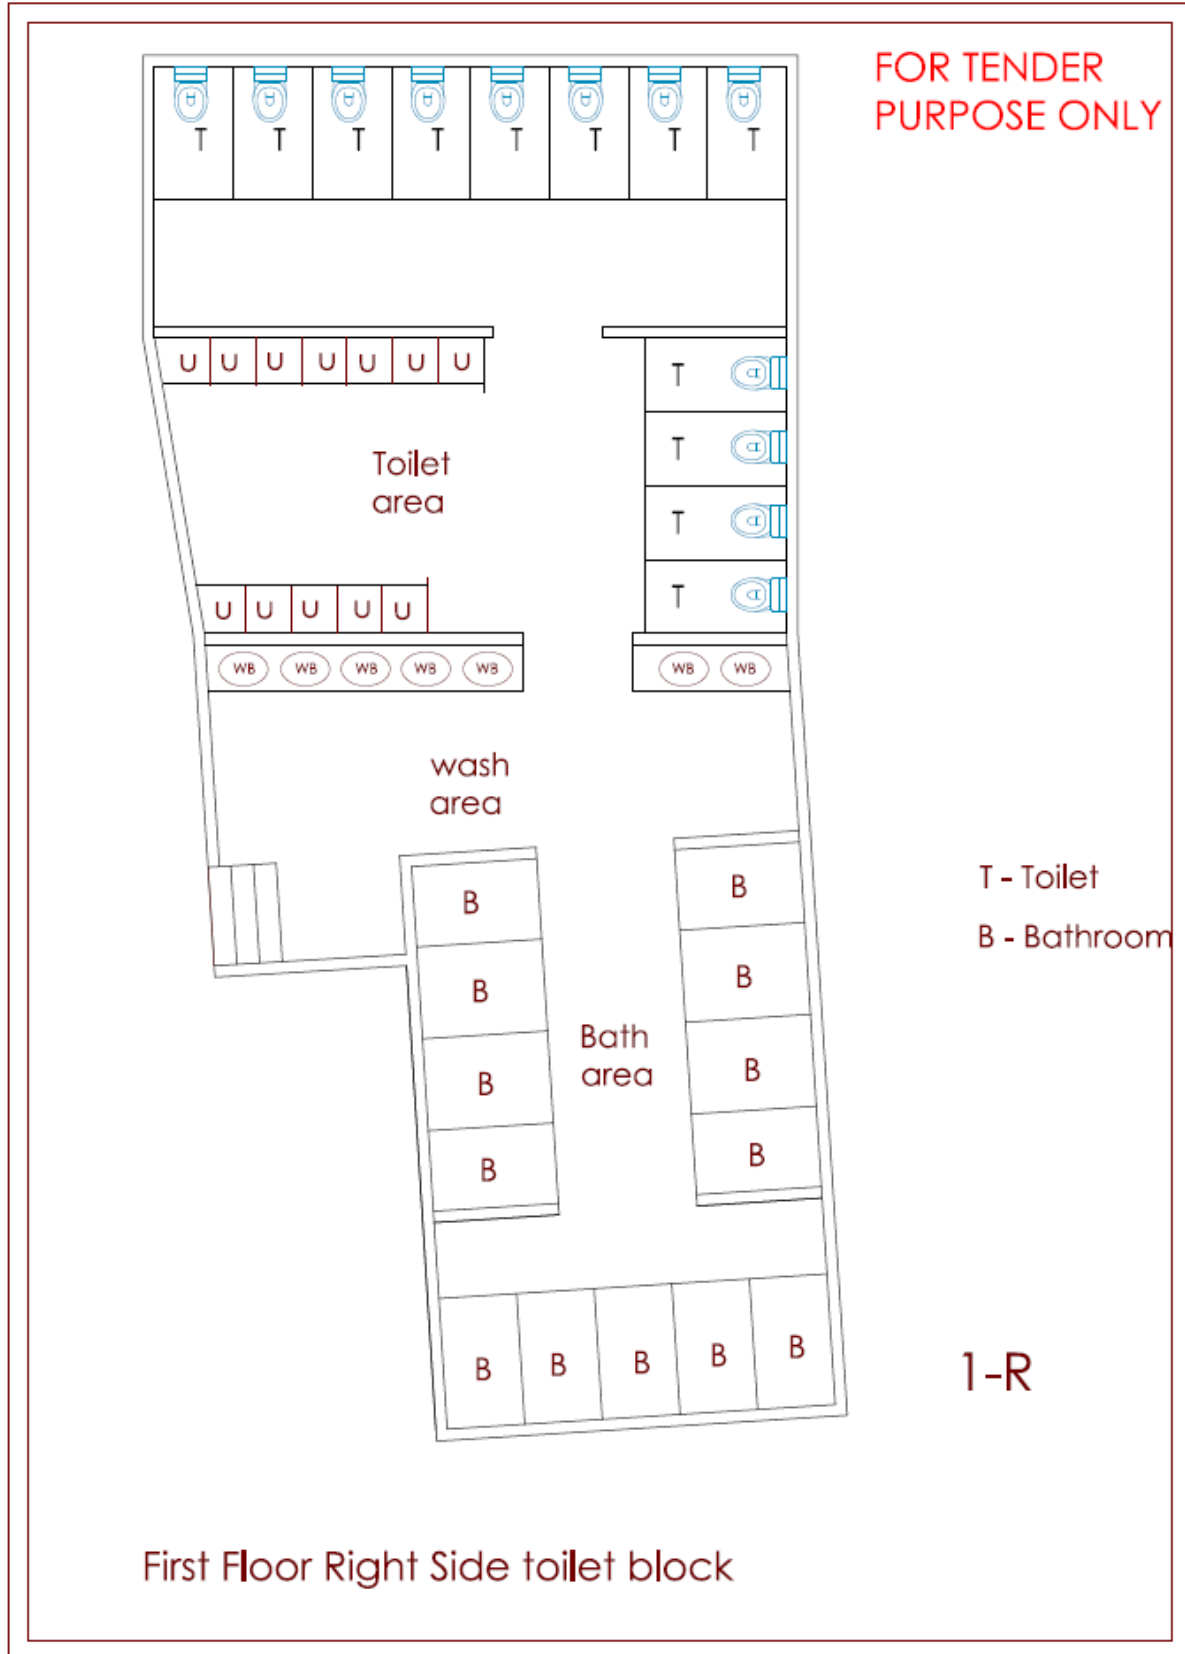 FOR TENDER
PURPOSE ONLY
T T T T T T T T
U U U U U U U
T
T
T
T
Toilet
area
U U U U U
WB WB WB WB WB WB WB
wash
area
B B
B B
B B
B B
Bath
area
T - Toilet
B - Bathroom
B B B B B
1-R
First Floor Right Side toilet block